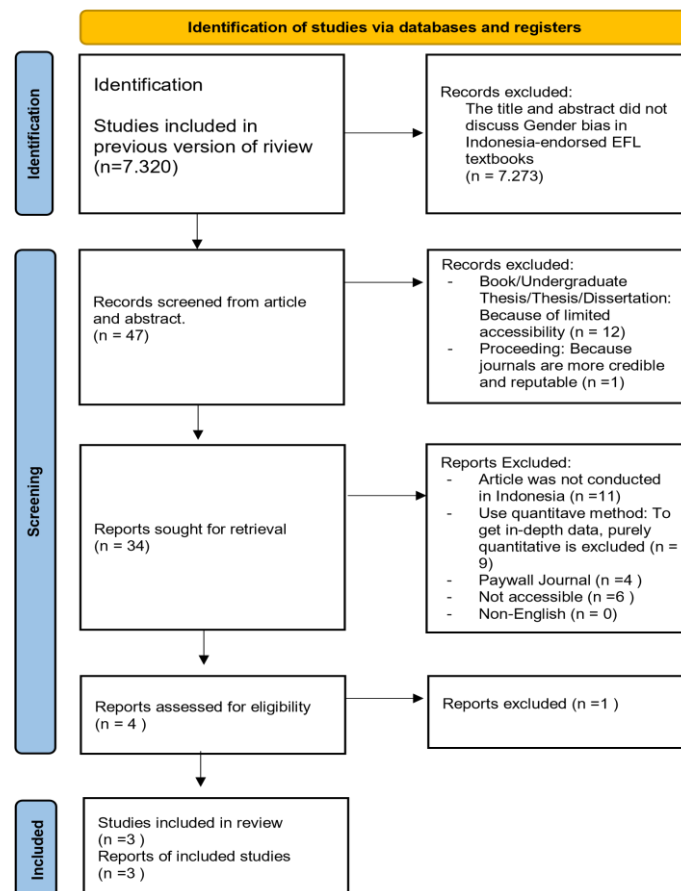 Identification of studies via databases and registers
Identification
Identification
Studies included in
previous version of riview
(n=7.320)
Records excluded:
The title and abstract did not
discuss Gender bias in
Indonesia-endorsed EFL
textbooks
(n = 7.273)
Screening
Records screened from article
and abstract.
(n = 47)
Records excluded:
- Book/Undergraduate
Thesis/Thesis/Dissertation:
Because of limited
accessibility (n = 12)
- Proceeding: Because
journals are more credible
and reputable (n =1)
Reports sought for retrieval
(n = 34)
Reports Excluded:
- Article was not conducted
in Indonesia (n =11)
- Use quantitave method: To
get in-depth data, purely
quantitative is excluded (n =
9)
- Paywall Journal (n =4 )
- Not accessible (n =6 )
- Non-English (n = 0)
Reports assessed for eligibility
(n = 4 )
Reports excluded (n =1 )
Included
Studies included in review
(n =3 )
Reports of included studies
(n =3 )